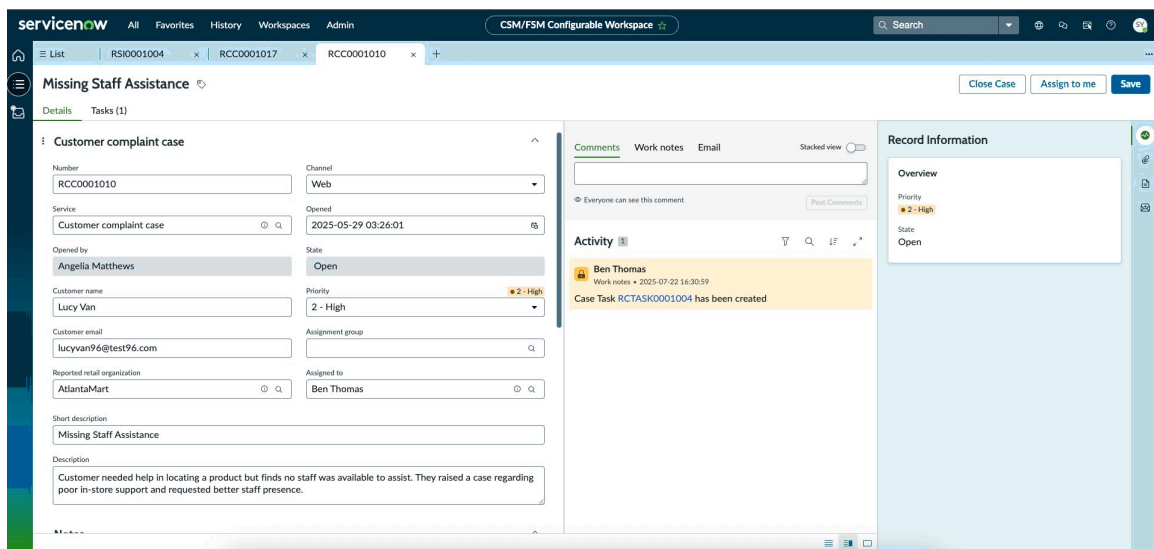 servicenow All Favorites History Workspaces Admin CSM/FSM Configurable Workspace ☆ Search SY
≡ List RSI0001004 × RCC0001017 × RCC0001010 × +
Missing Staff Assistance Close Case Assign to me Save
Details Tasks (1)
Customer complaint case
Number
RCC0001010
Channel
Web
Service
Customer complaint case
Opened
2025-05-29 03:26:01
Opened by
Angelia Matthews
State
Open
Customer name
Lucy Van
Priority
2 - High
2 - High
Customer email
lucyvan96@test96.com
Assignment group
Reported retail organization
AtlantaMart
Assigned to
Ben Thomas
Short description
Missing Staff Assistance
Description
Customer needed help in locating a product but finds no staff was available to assist. They raised a case regarding
poor in-store support and requested better staff presence.
Notes
Comments Work notes Email Stacked view
Everyone can see this comment Post Comments
Activity 1
Ben Thomas
Work notes • 2025-07-22 16:30:59
Case Task RCTASK0001004 has been created
Record Information
Overview
Priority
2 - High
State
Open